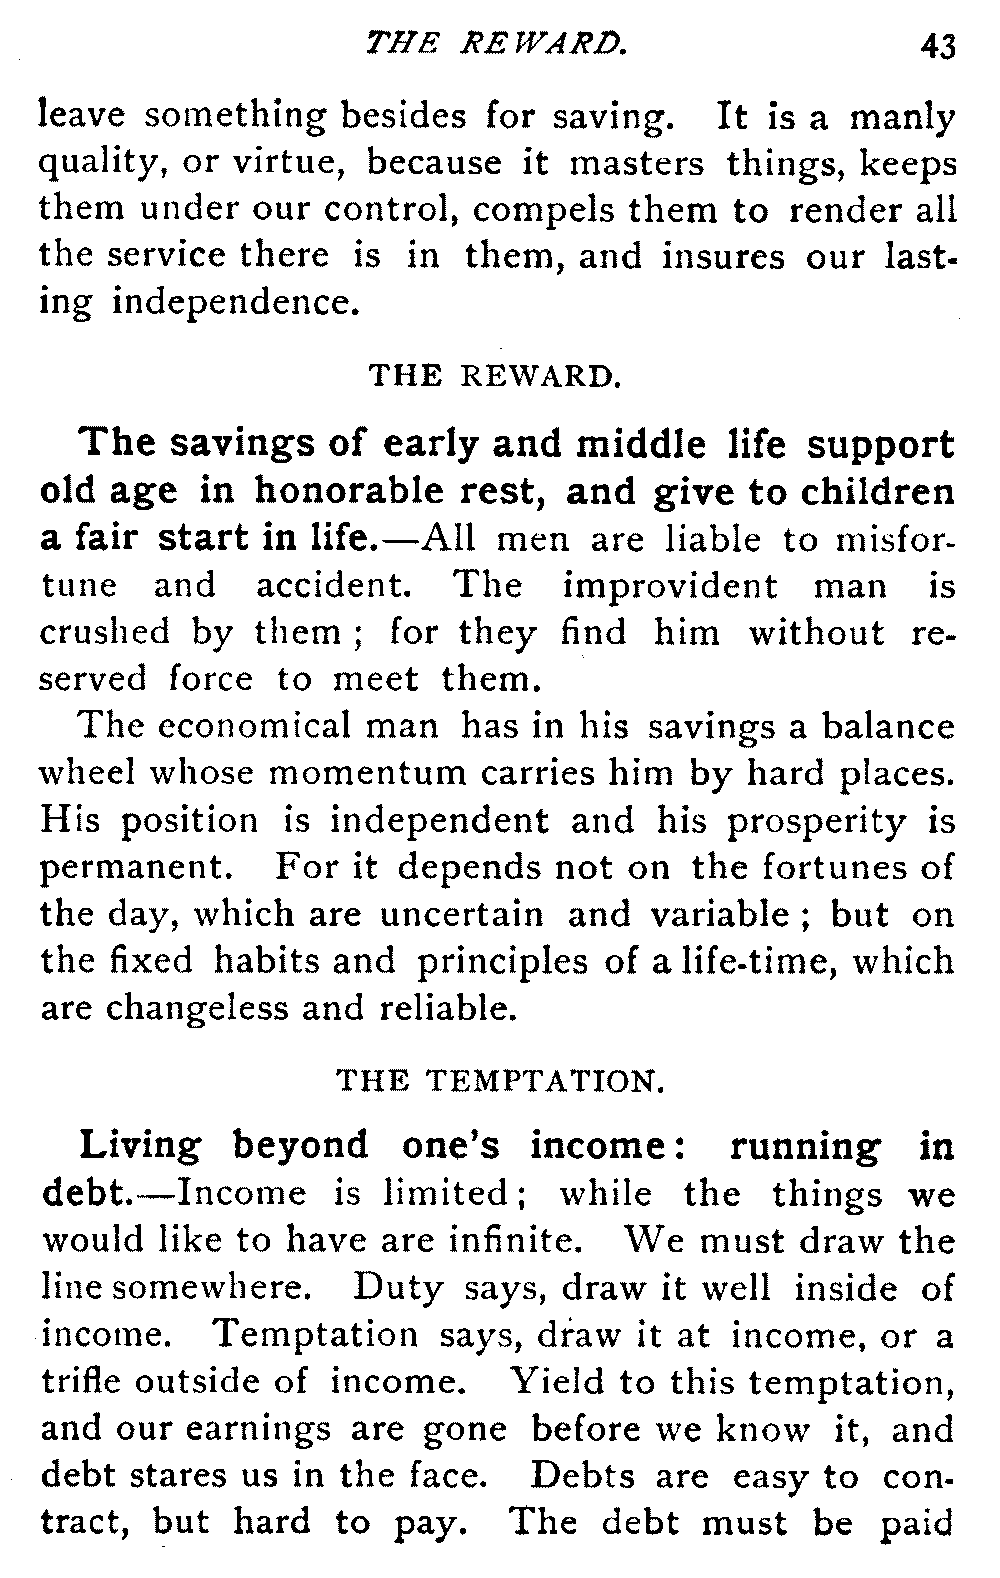 THE REWARD. 43
leave something besides for saving. It is a manly
quality, or virtue, because it masters things, keeps
them under our control, compels them to render all
the service there is in them, and insures our last-
ing independence.
THE REWARD.
The savings of early and middle life support
old age in honorable rest, and give to children
a fair start in life.—All men are liable to misfor-
tune and accident. The improvident man is
crushed by them ; for they find him without re-
served force to meet them.
The economical man has in his savings a balance
wheel whose momentum carries him by hard places.
His position is independent and his prosperity is
permanent. For it depends not on the fortunes of
the day, which are uncertain and variable ; but on
the fixed habits and principles of a life-time, which
are changeless and reliable.
THE TEMPTATION.
Living beyond one's income: running in
debt.—Income is limited; while the things we
would like to have are infinite. We must draw the
line somewhere. Duty says, draw it well inside of
income. Temptation says, draw it at income, or a
trifle outside of income. Yield to this temptation,
and our earnings are gone before we know it, and
debt stares us in the face. Debts are easy to con-
tract, but hard to pay. The debt must be paid